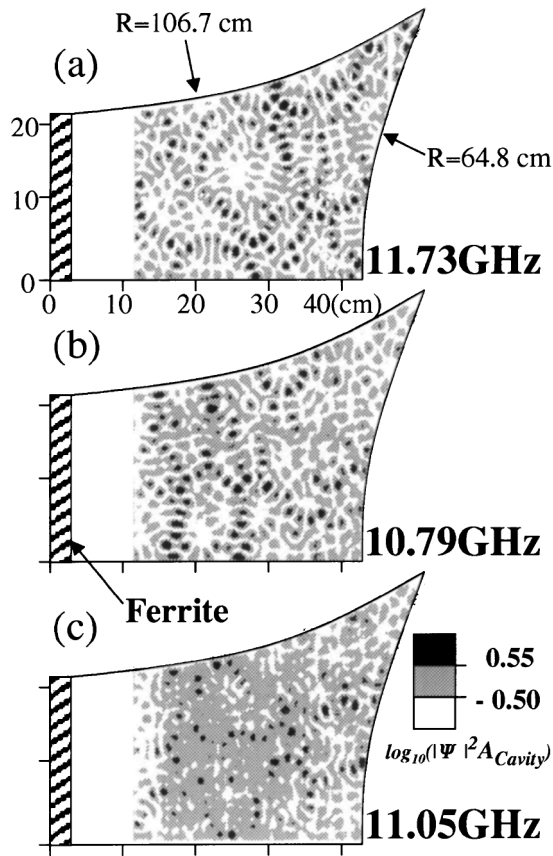 R=106.7 cm
(a)
20
10
0
R=64.8 cm
11.73GHz
0 10 20 30 40(cm)
(b)
10.79GHz
Ferrite
(c)
0.55
- 0.50
log₁₀(|Ψ|²A_Cavity)
11.05GHz